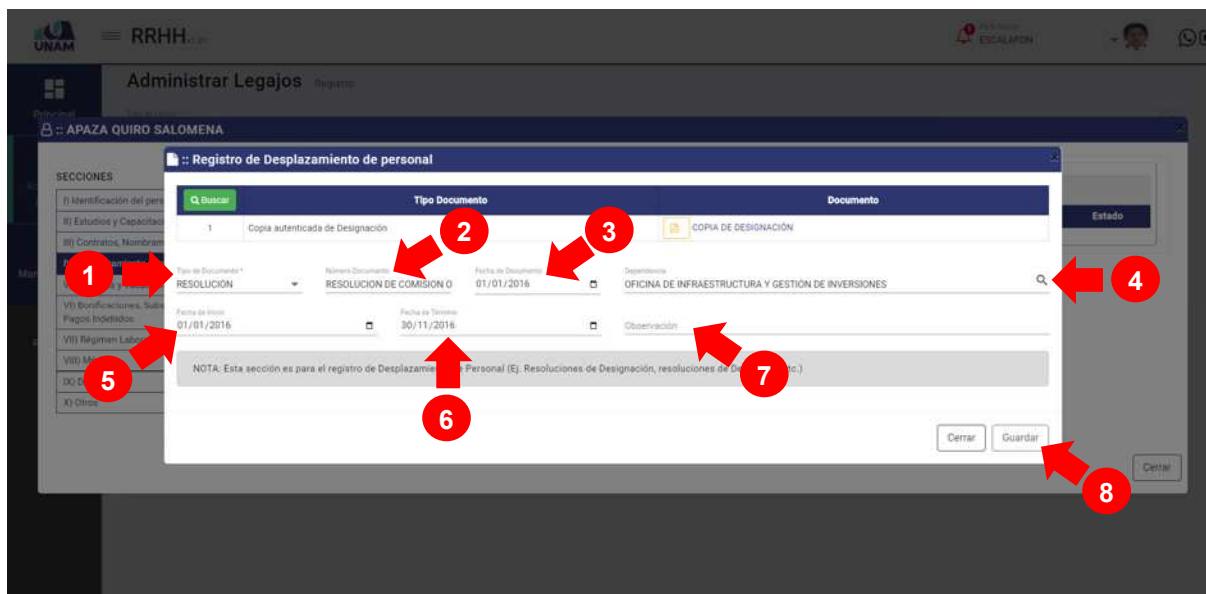 UNAM
RRHH
ESCALAFON
Administrar Legajos Registro
Principal
:: APAZA QUIRO SALOMENA
:: Registro de Desplazamiento de personal
SECCIONES
Buscar Tipo Documento Documento
1 Copia autenticada de Designación COPIA DE DESIGNACIÓN
Estado
I) Identificación del pers
II) Estudios y Capacitac
III) Contratos, Nombram
VI) Bonificaciones, Sub
Pagos Indebidos
VII) Régimen Labor
VIII)
IX)
X) Otros
1 2 3 4
Tipo de Documento * Número Documento Fecha de Documento Dependencia
RESOLUCIÓN RESOLUCION DE COMISION O 01/01/2016 OFICINA DE INFRAESTRUCTURA Y GESTIÓN DE INVERSIONES
Fecha de Inicio Fecha de Término
01/01/2016 30/11/2016 Observación
5 6 7
NOTA: Esta sección es para el registro de Desplazamie Personal (Ej. Resoluciones de Designación, resoluciones de De etc.)
Cerrar Guardar
8
Cerrar